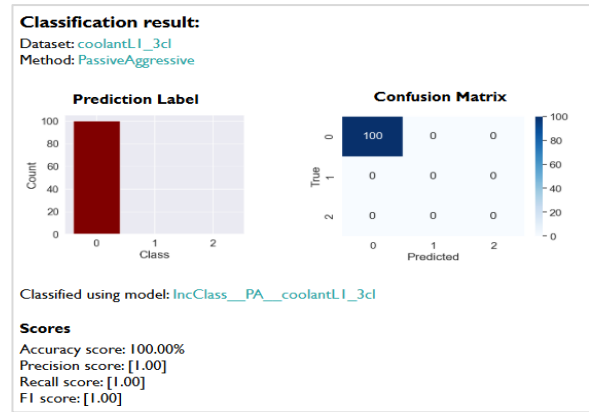 Classification result:
Dataset: coolantL1_3cl
Method: PassiveAggressive
Prediction Label
100
80
60
40
20
0
Count
0 1 2
Class
Confusion Matrix
0 100 0 0
1 0 0 0
2 0 0 0
True
0 1 2
Predicted
100
80
60
40
20
0
Classified using model: IncClass__PA__coolantL1_3cl
Scores
Accuracy score: 100.00%
Precision score: [1.00]
Recall score: [1.00]
F1 score: [1.00]